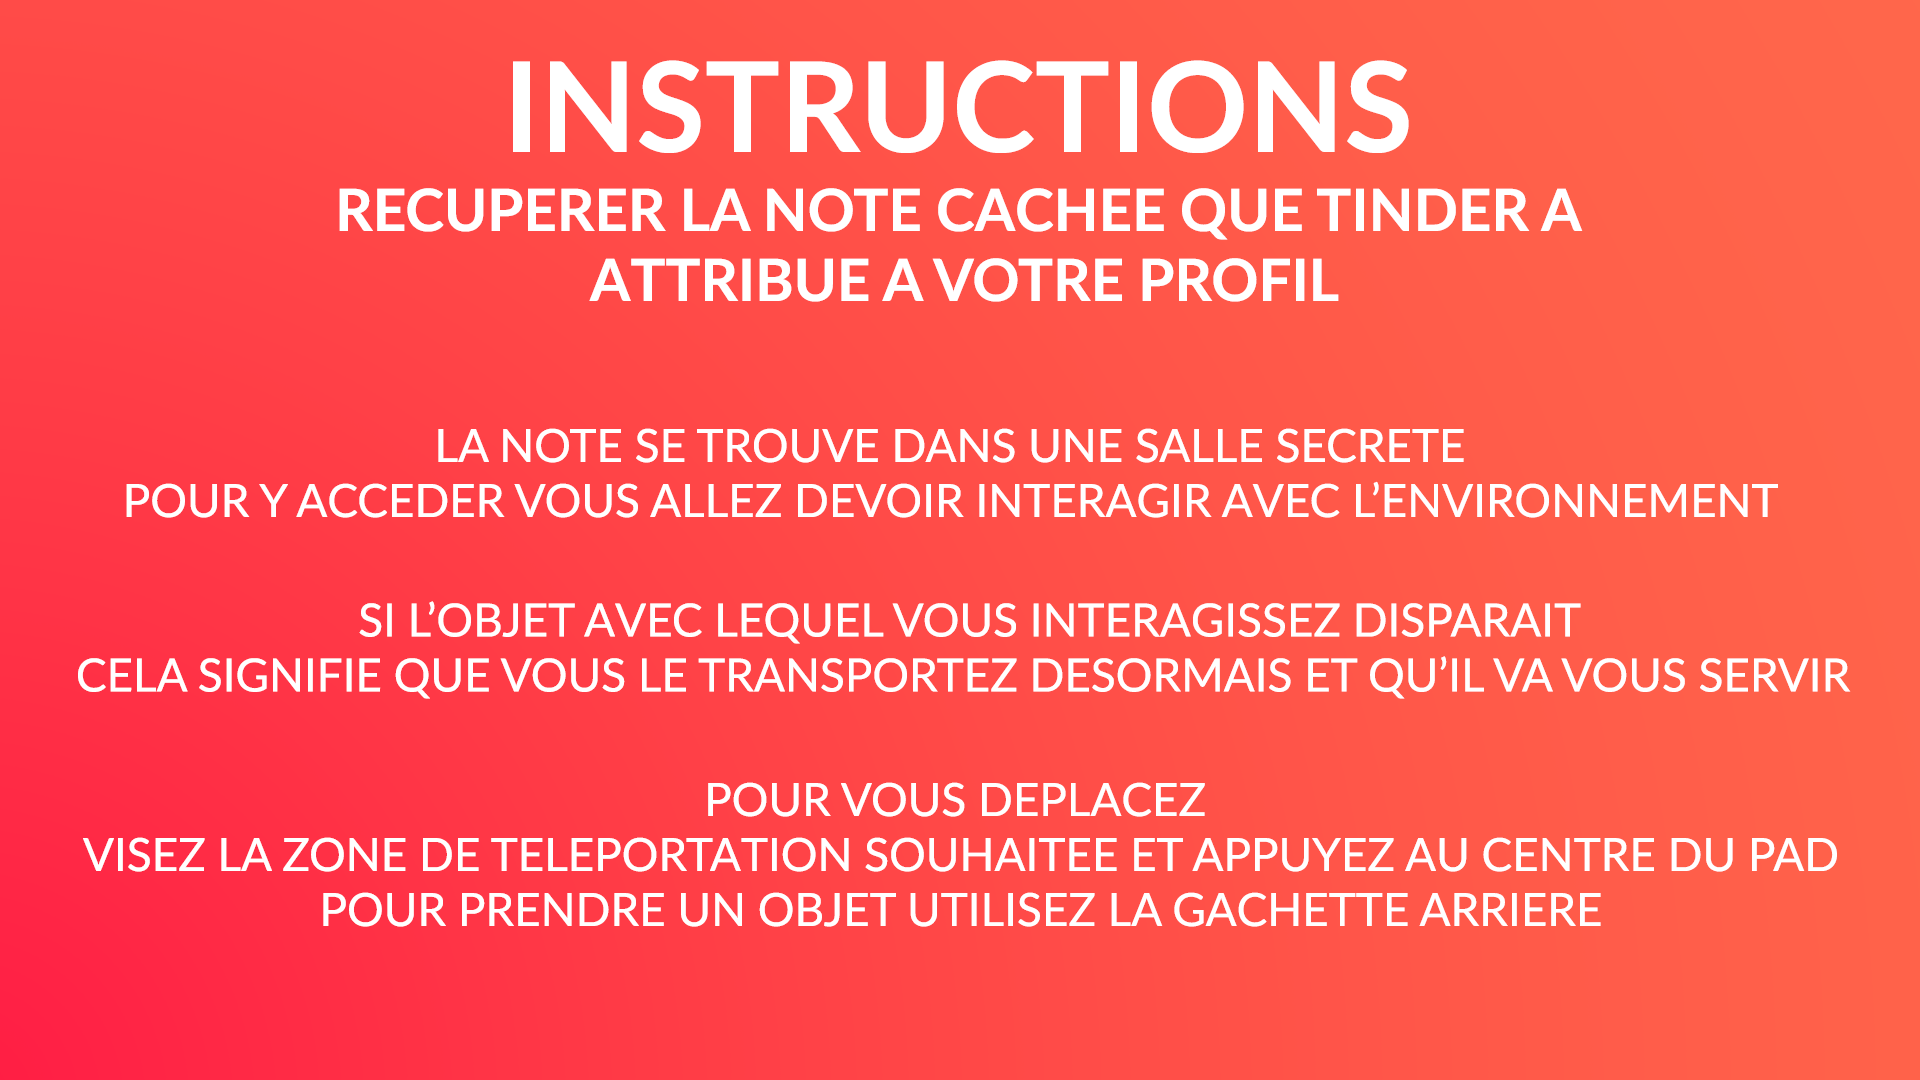 INSTRUCTIONS
RECUPERER LA NOTE CACHEE QUE TINDER A
ATTRIBUE A VOTRE PROFIL
LA NOTE SE TROUVE DANS UNE SALLE SECRETE
POUR Y ACCEDER VOUS ALLEZ DEVOIR INTERAGIR AVEC L’ENVIRONNEMENT
SI L’OBJET AVEC LEQUEL VOUS INTERAGISSEZ DISPARAIT
CELA SIGNIFIE QUE VOUS LE TRANSPORTEZ DESORMAIS ET QU’IL VA VOUS SERVIR
POUR VOUS DEPLACEZ
VISEZ LA ZONE DE TELEPORTATION SOUHAITEE ET APPUYEZ AU CENTRE DU PAD
POUR PRENDRE UN OBJET UTILISEZ LA GACHETTE ARRIERE